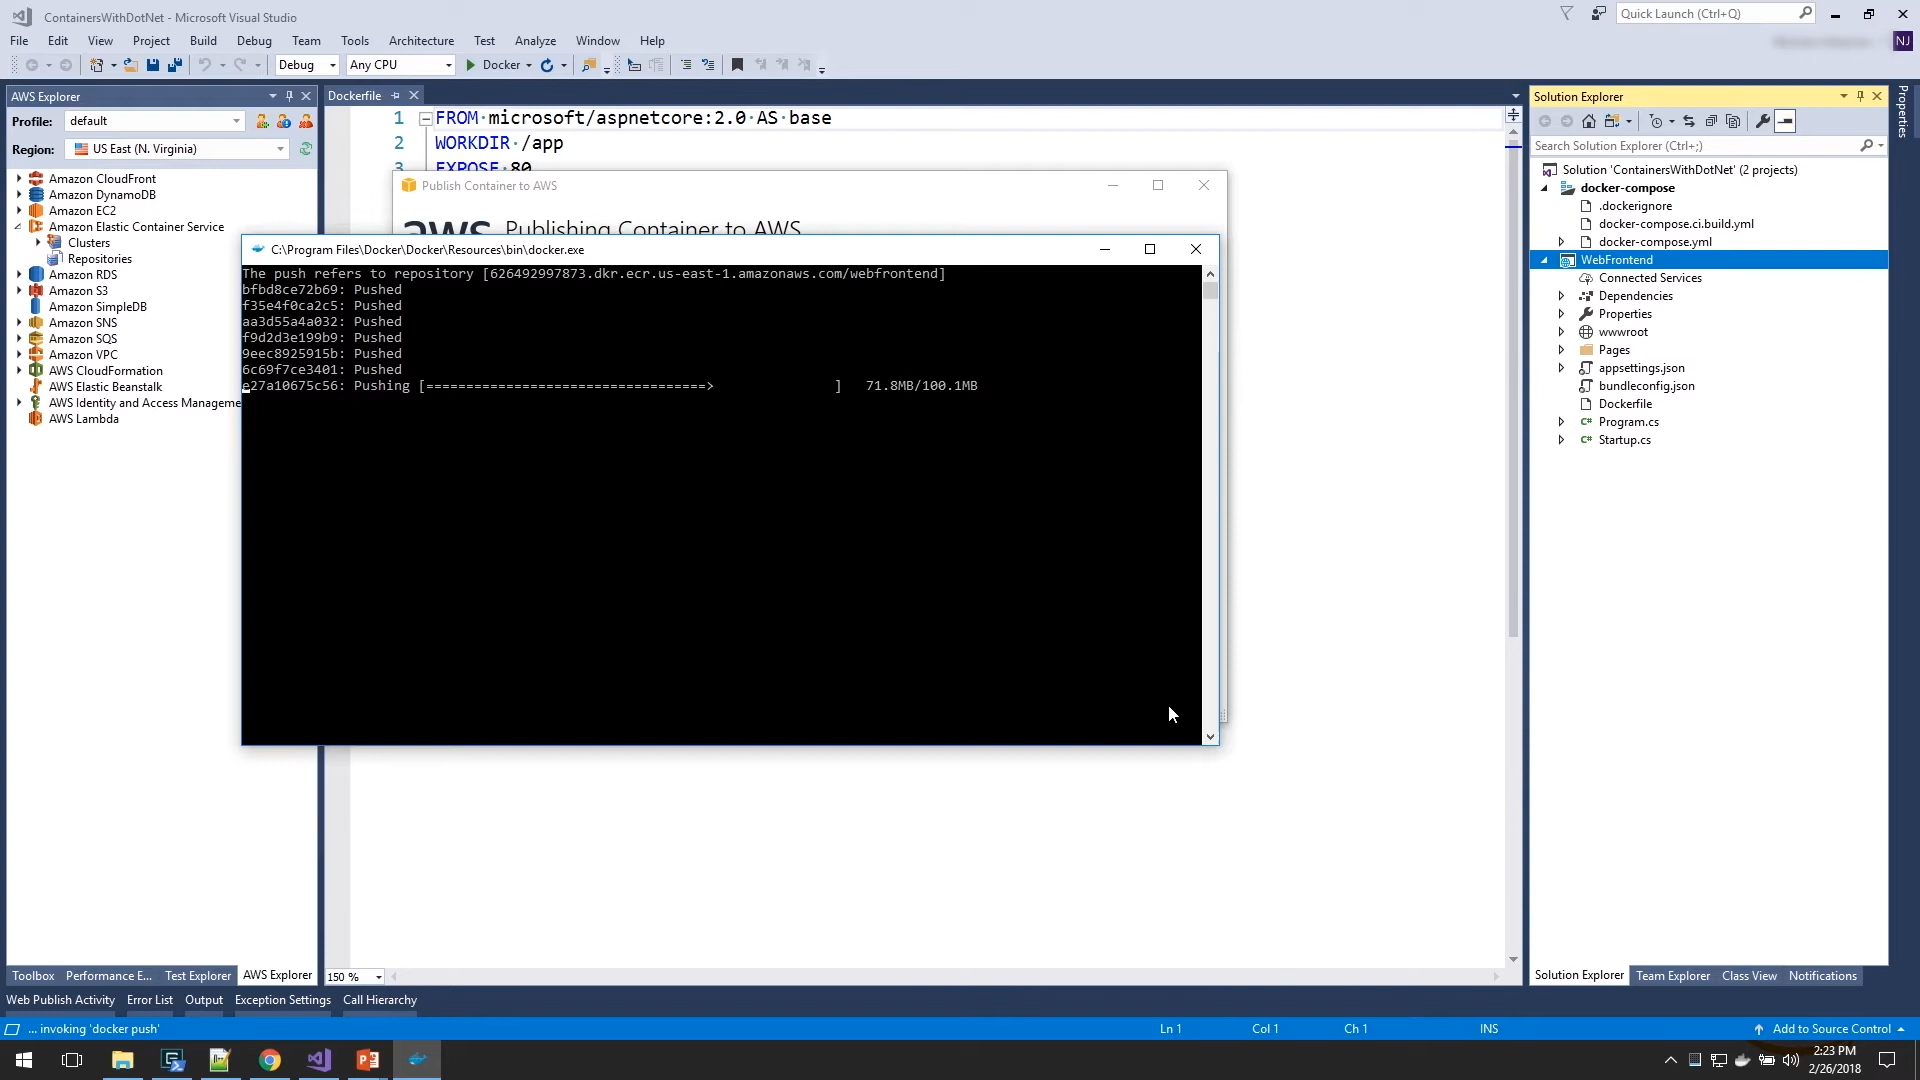 ContainersWithDotNet - Microsoft Visual Studio
Quick Launch (Ctrl+Q)
File Edit View Project Build Debug Team Tools Architecture Test Analyze Window Help
NJ
Debug Any CPU Docker
AWS Explorer
Profile: default
Region: US East (N. Virginia)
Amazon CloudFront
Amazon DynamoDB
Amazon EC2
Amazon Elastic Container Service
Clusters
Repositories
Amazon RDS
Amazon S3
Amazon SimpleDB
Amazon SNS
Amazon SQS
Amazon VPC
AWS CloudFormation
AWS Elastic Beanstalk
AWS Identity and Access Manageme
AWS Lambda
Dockerfile
1 FROM microsoft/aspnetcore:2.0 AS base
2 WORKDIR /app
3 EXPOSE 80
Publish Container to AWS
aws Publishing Container to AWS
C:\Program Files\Docker\Docker\Resources\bin\docker.exe
The push refers to repository [626492997873.dkr.ecr.us-east-1.amazonaws.com/webfrontend]
bfbd8ce72b69: Pushed
f35e4f0ca2c5: Pushed
aa3d55a4a032: Pushed
f9d2d3e199b9: Pushed
9eec8925915b: Pushed
6c69f7ce3401: Pushed
e27a10675c56: Pushing [===================================> ] 71.8MB/100.1MB
Solution Explorer
Search Solution Explorer (Ctrl+;)
Solution 'ContainersWithDotNet' (2 projects)
docker-compose
.dockerignore
docker-compose.ci.build.yml
docker-compose.yml
WebFrontend
Connected Services
Dependencies
Properties
wwwroot
Pages
appsettings.json
bundleconfig.json
Dockerfile
C# Program.cs
C# Startup.cs
Properties
Toolbox Performance E... Test Explorer AWS Explorer
150 %
Solution Explorer Team Explorer Class View Notifications
Web Publish Activity Error List Output Exception Settings Call Hierarchy
... invoking 'docker push' Ln 1 Col 1 Ch 1 INS Add to Source Control
2:23 PM
2/26/2018